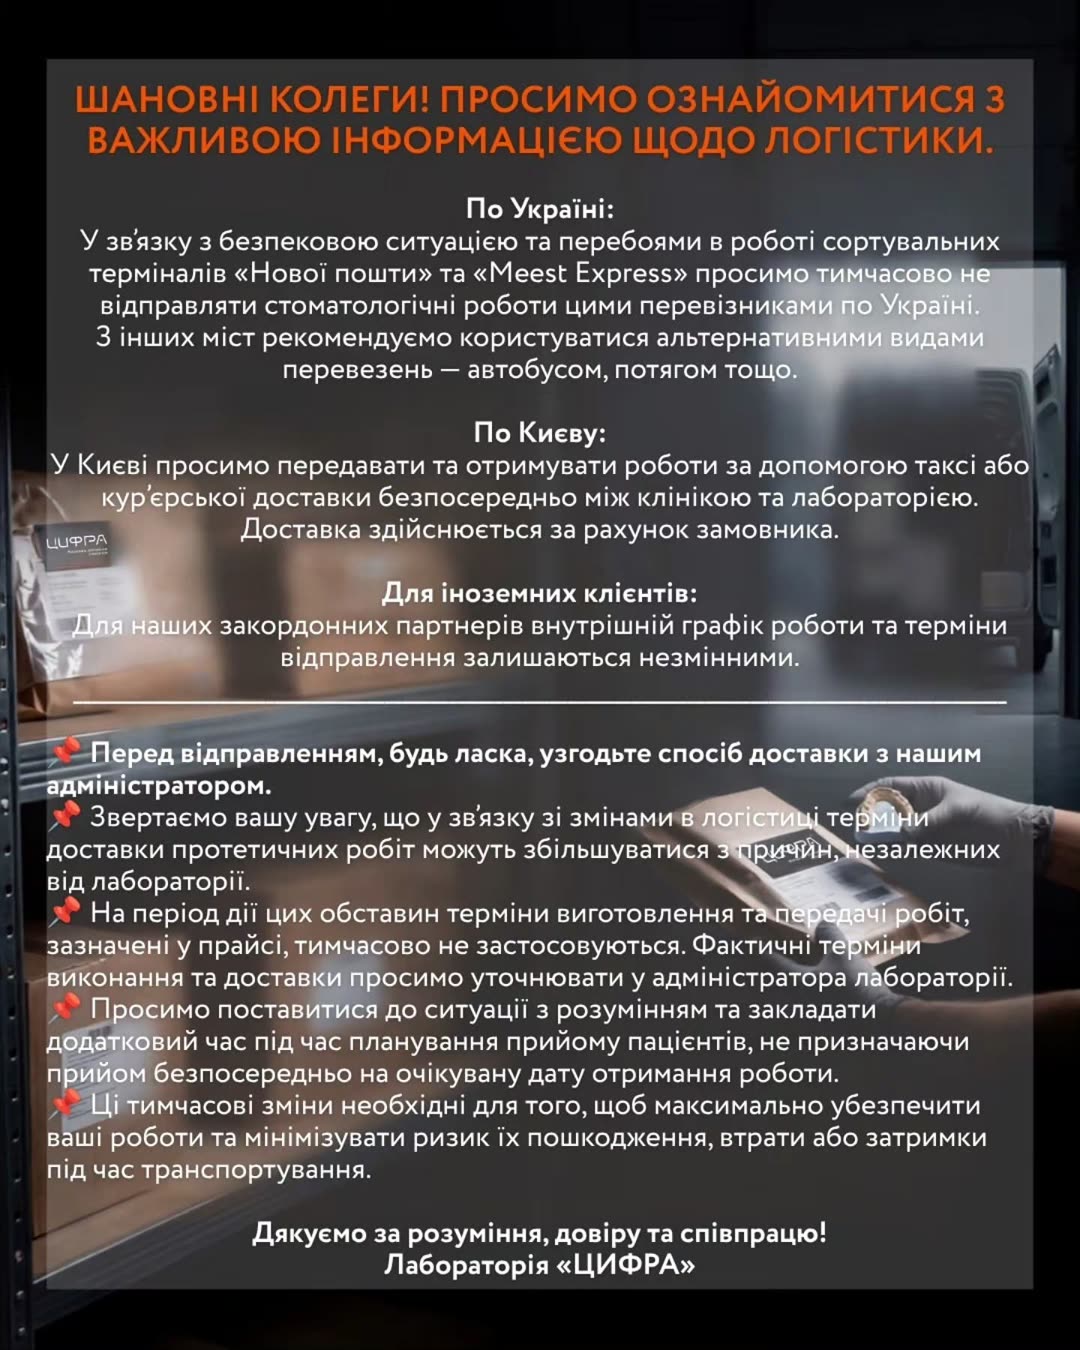 ШАНОВНІ КОЛЕГИ! ПРОСИМО ОЗНАЙОМИТИСЯ З
ВАЖЛИВОЮ ІНФОРМАЦІЄЮ ЩОДО ЛОГІСТИКИ.
По Україні:
У зв’язку з безпековою ситуацією та перебоями в роботі сортувальних
терміналів «Нової пошти» та «Meest Express» просимо тимчасово не
відправляти стоматологічні роботи цими перевізниками по Україні.
З інших міст рекомендуємо користуватися альтернативними видами
перевезень — автобусом, потягом тощо.
По Києву:
У Києві просимо передавати та отримувати роботи за допомогою таксі або
кур’єрської доставки безпосередньо між клінікою та лабораторією.
Доставка здійснюється за рахунок замовника.
ЦИФРА
Для іноземних клієнтів:
Для наших закордонних партнерів внутрішній графік роботи та терміни
відправлення залишаються незмінними.
📌 Перед відправленням, будь ласка, узгодьте спосіб доставки з нашим
адміністратором.
📌 Звертаємо вашу увагу, що у зв’язку зі змінами в логістиці терміни
доставки протетичних робіт можуть збільшуватися з причин, незалежних
від лабораторії.
📌 На період дії цих обставин терміни виготовлення та передачі робіт,
зазначені у прайсі, тимчасово не застосовуються. Фактичні терміни
виконання та доставки просимо уточнювати у адміністратора лабораторії.
📌 Просимо поставитися до ситуації з розумінням та закладати
додатковий час під час планування прийому пацієнтів, не призначаючи
прийом безпосередньо на очікувану дату отримання роботи.
📌 Ці тимчасові зміни необхідні для того, щоб максимально убезпечити
ваші роботи та мінімізувати ризик їх пошкодження, втрати або затримки
під час транспортування.
Дякуємо за розуміння, довіру та співпрацю!
Лабораторія «ЦИФРА»